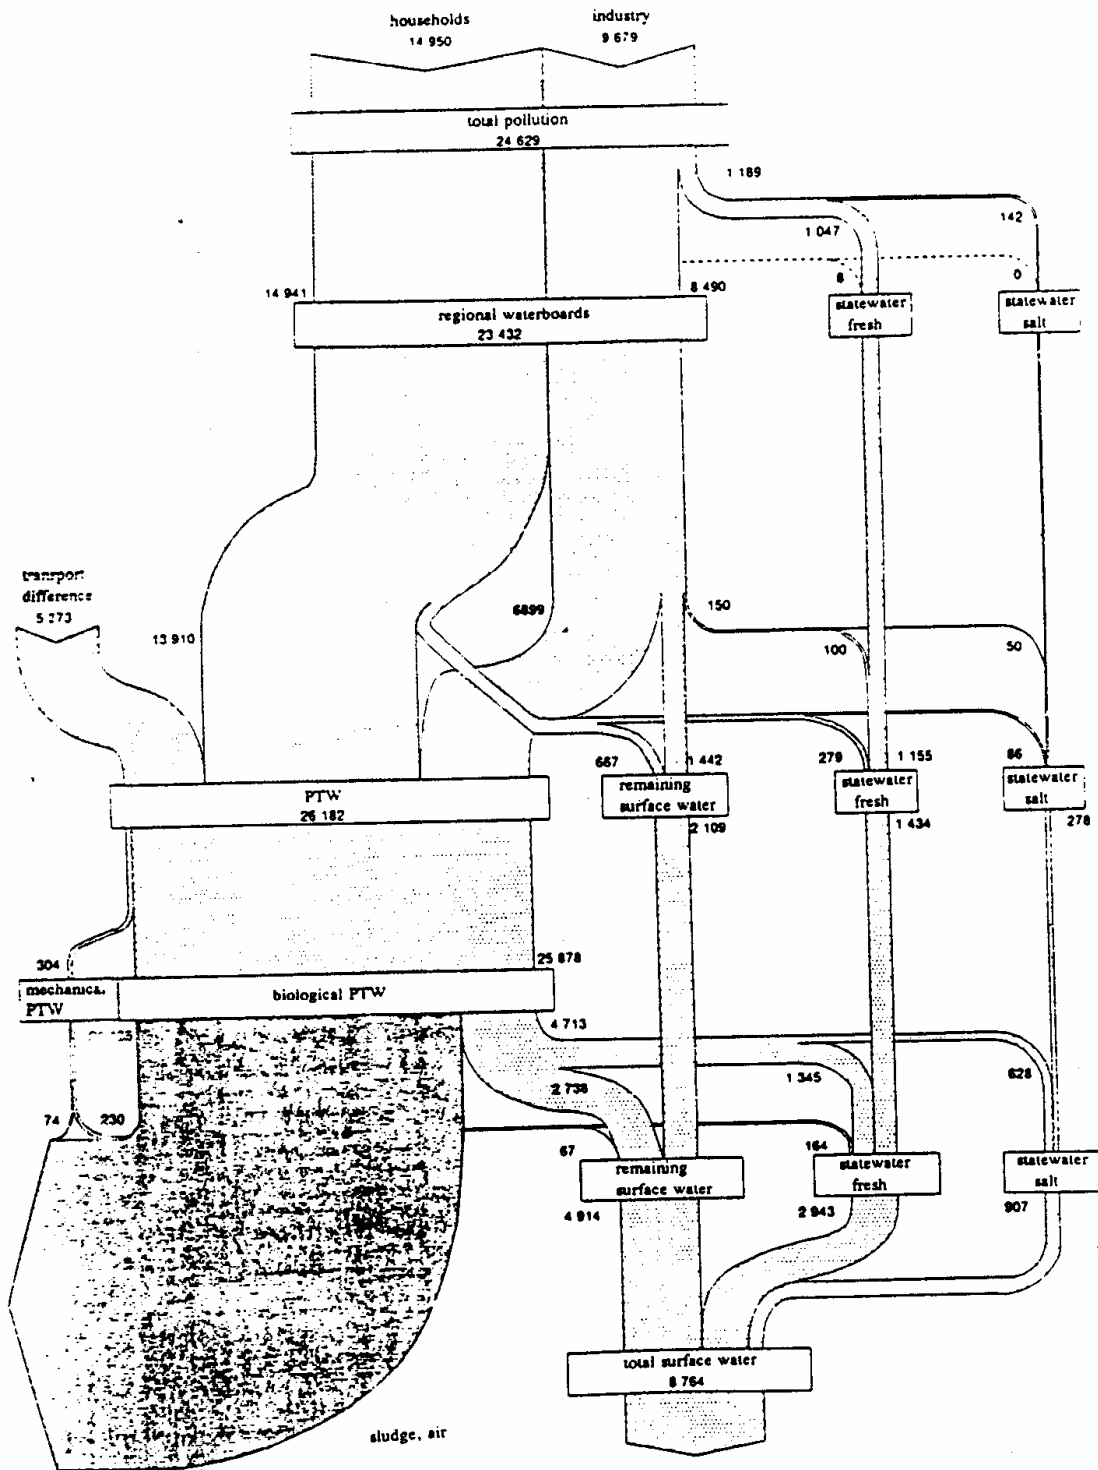 households
14 950
industry
9 679
total pollution
24 629
1 189
1 047
142
8
0
14 941
8 490
regional waterboards
23 432
statewater
fresh
statewater
salt
transport
difference
5 373
13 910
6899
150
100
50
667
1 442
279
1 155
86
PTW
26 182
remaining
surface water
statewater
fresh
statewater
salt
2 109
1 434
278
304
25 878
mechanical
PTW
biological PTW
4 713
2 738
1 345
628
74
230
67
164
remaining
surface water
statewater
fresh
statewater
salt
4 914
2 943
907
total surface water
8 764
sludge, air